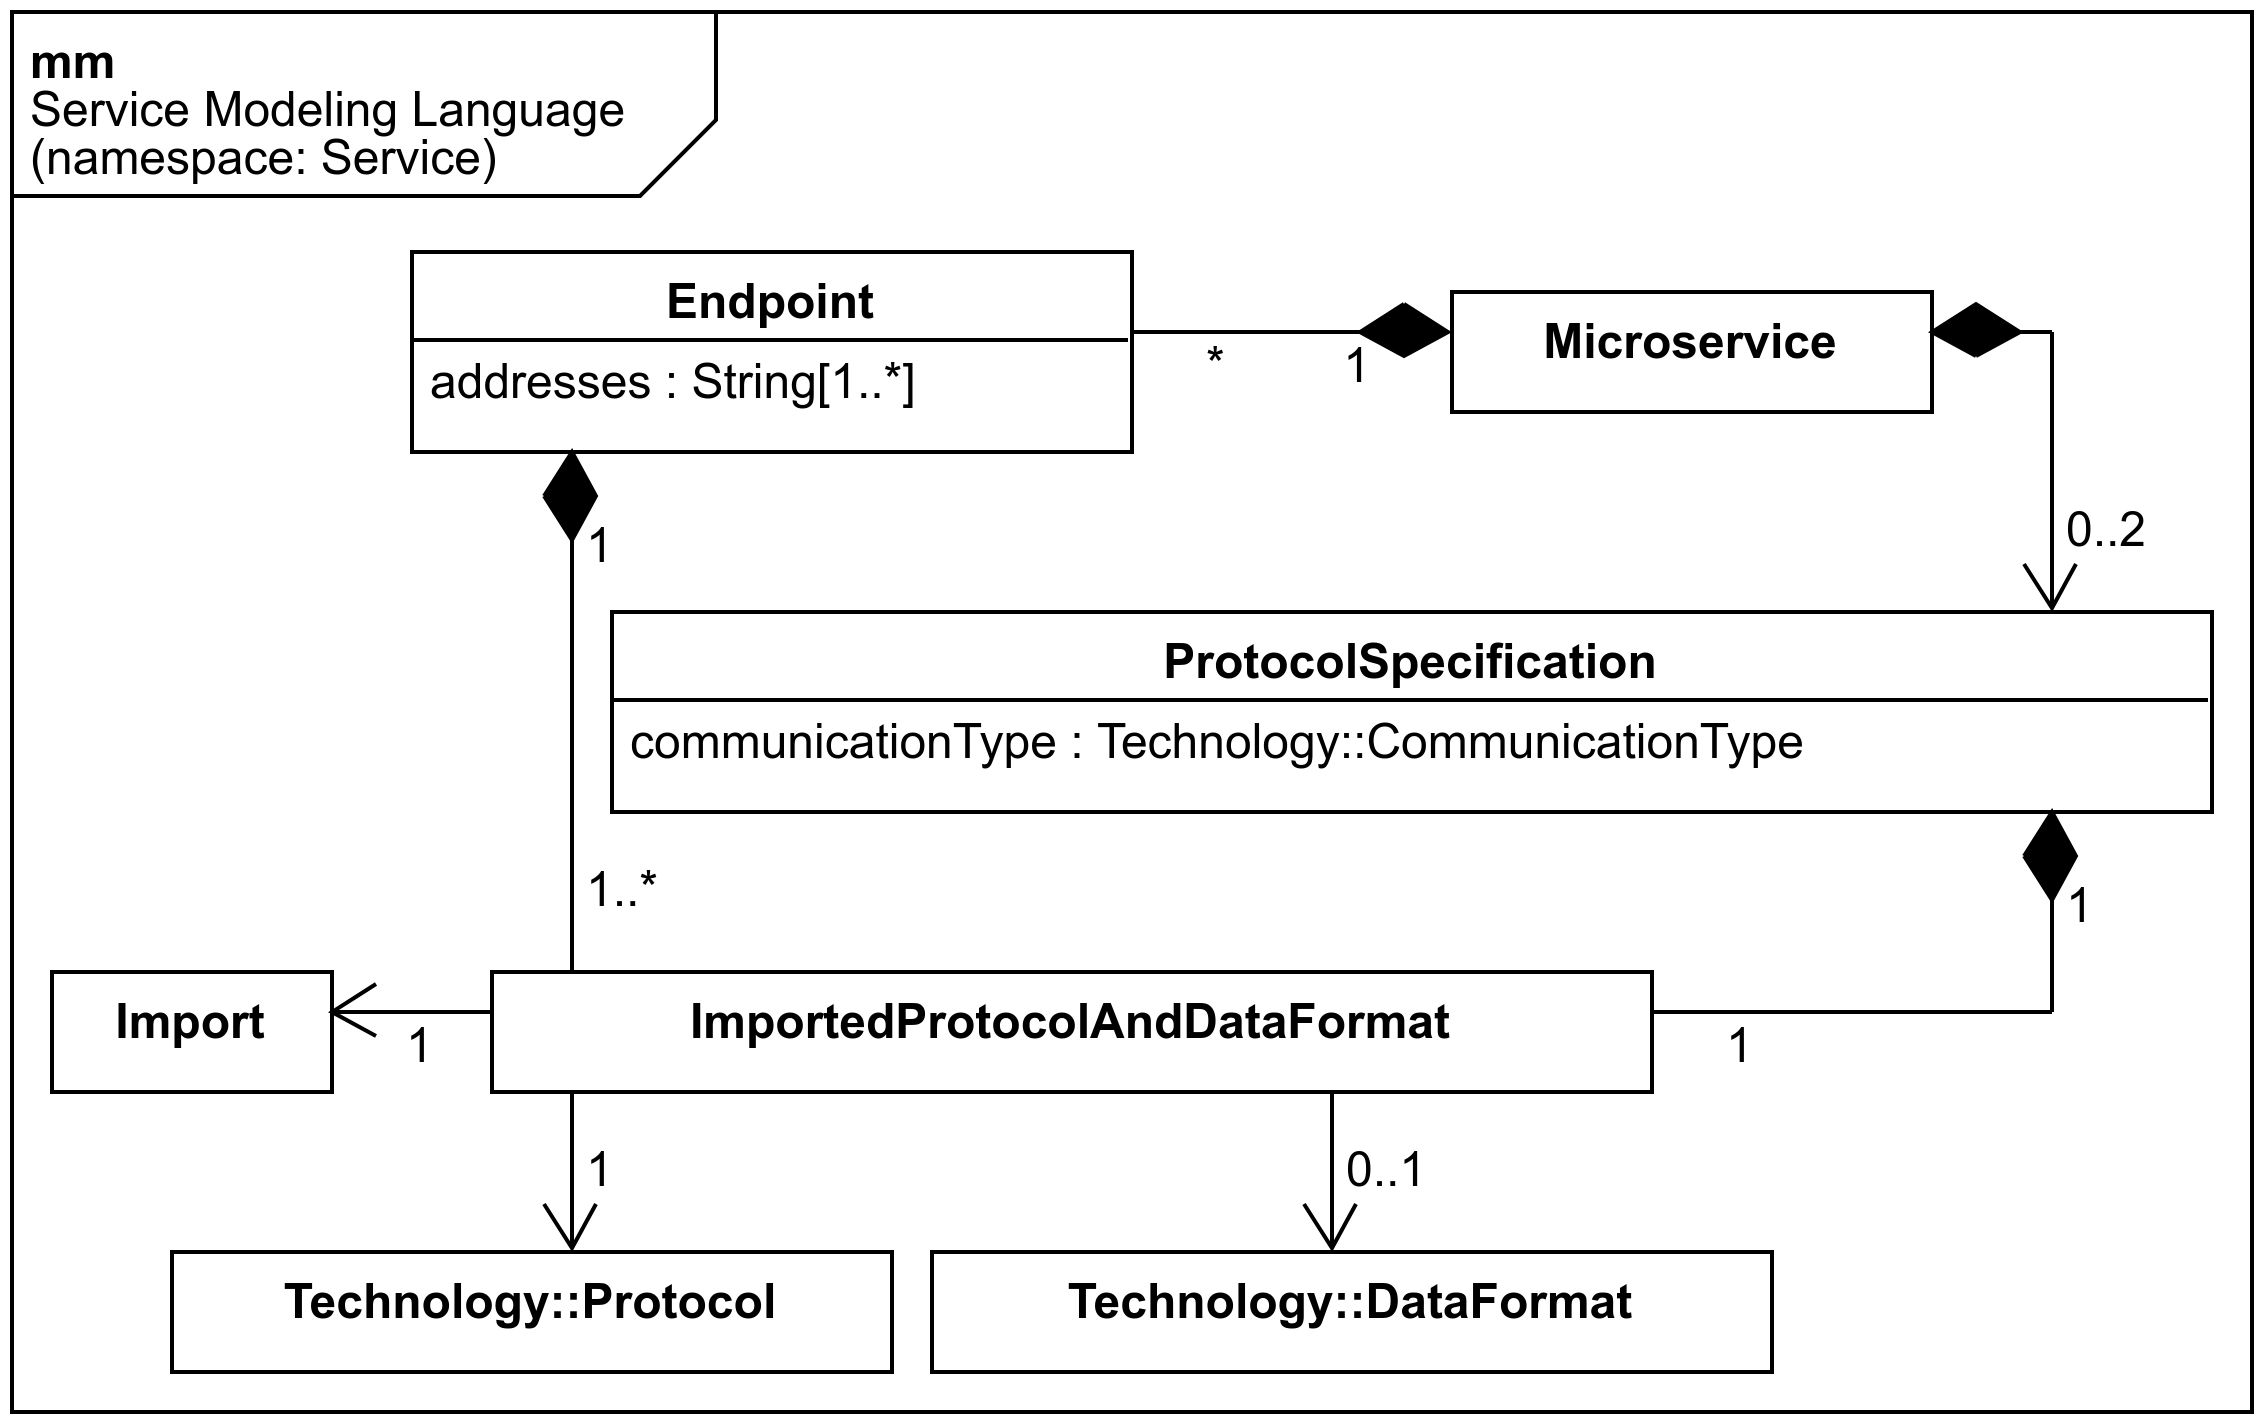 mm
Service Modeling Language
(namespace: Service)
Endpoint
addresses : String[1..*]
*
1
Microservice
1
0..2
ProtocolSpecification
communicationType : Technology::CommunicationType
1..*
1
Import
1
ImportedProtocolAndDataFormat
1
1
0..1
Technology::Protocol
Technology::DataFormat